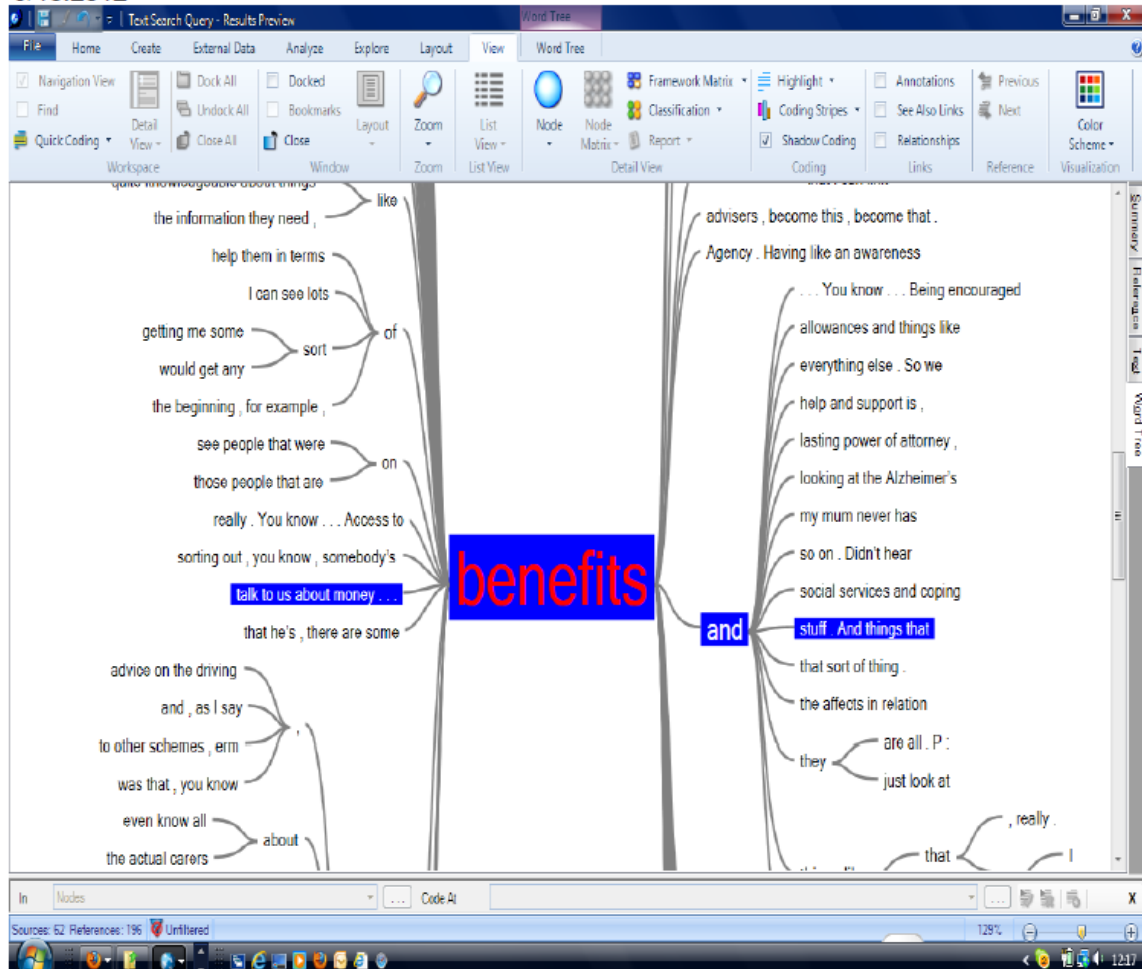 Text Search Query - Results Preview
Word Tree
File Home Create External Data Analyze Explore Layout View Word Tree
Navigation View
Find
Quick Coding
Detail View
Dock All
Undock All
Close All
Workspace
Docked
Bookmarks
Close
Layout
Window
Zoom
Zoom
List View
List View
Node
Node Matrix
Framework Matrix
Classification
Report
Detail View
Highlight
Coding Stripes
Shadow Coding
Coding
Annotations
See Also Links
Relationships
Links
Previous
Next
Reference
Color Scheme
Visualization
quite knowledgeable about things
the information they need ,
like
help them in terms
I can see lots
getting me some
would get any
sort
the beginning , for example ,
of
see people that were
those people that are
on
really . You know . . . Access to
sorting out , you know , somebody's
talk to us about money . . .
that he's , there are some
advice on the driving
and , as I say
to other schemes , erm
was that , you know
,
even know all
the actual carers
about
benefits
advisers , become this , become that .
Agency . Having like an awareness
and
. . . You know . . . Being encouraged
allowances and things like
everything else . So we
help and support is ,
lasting power of attorney ,
looking at the Alzheimer's
my mum never has
so on . Didn't hear
social services and coping
stuff . And things that
that sort of thing .
the affects in relation
they
are all . P :
just look at
that
, really .
I
Summary
Reference
Text
Word Tree
In Nodes ... Code At ... X
Sources: 62 References: 196 Unfiltered
129%
12:17